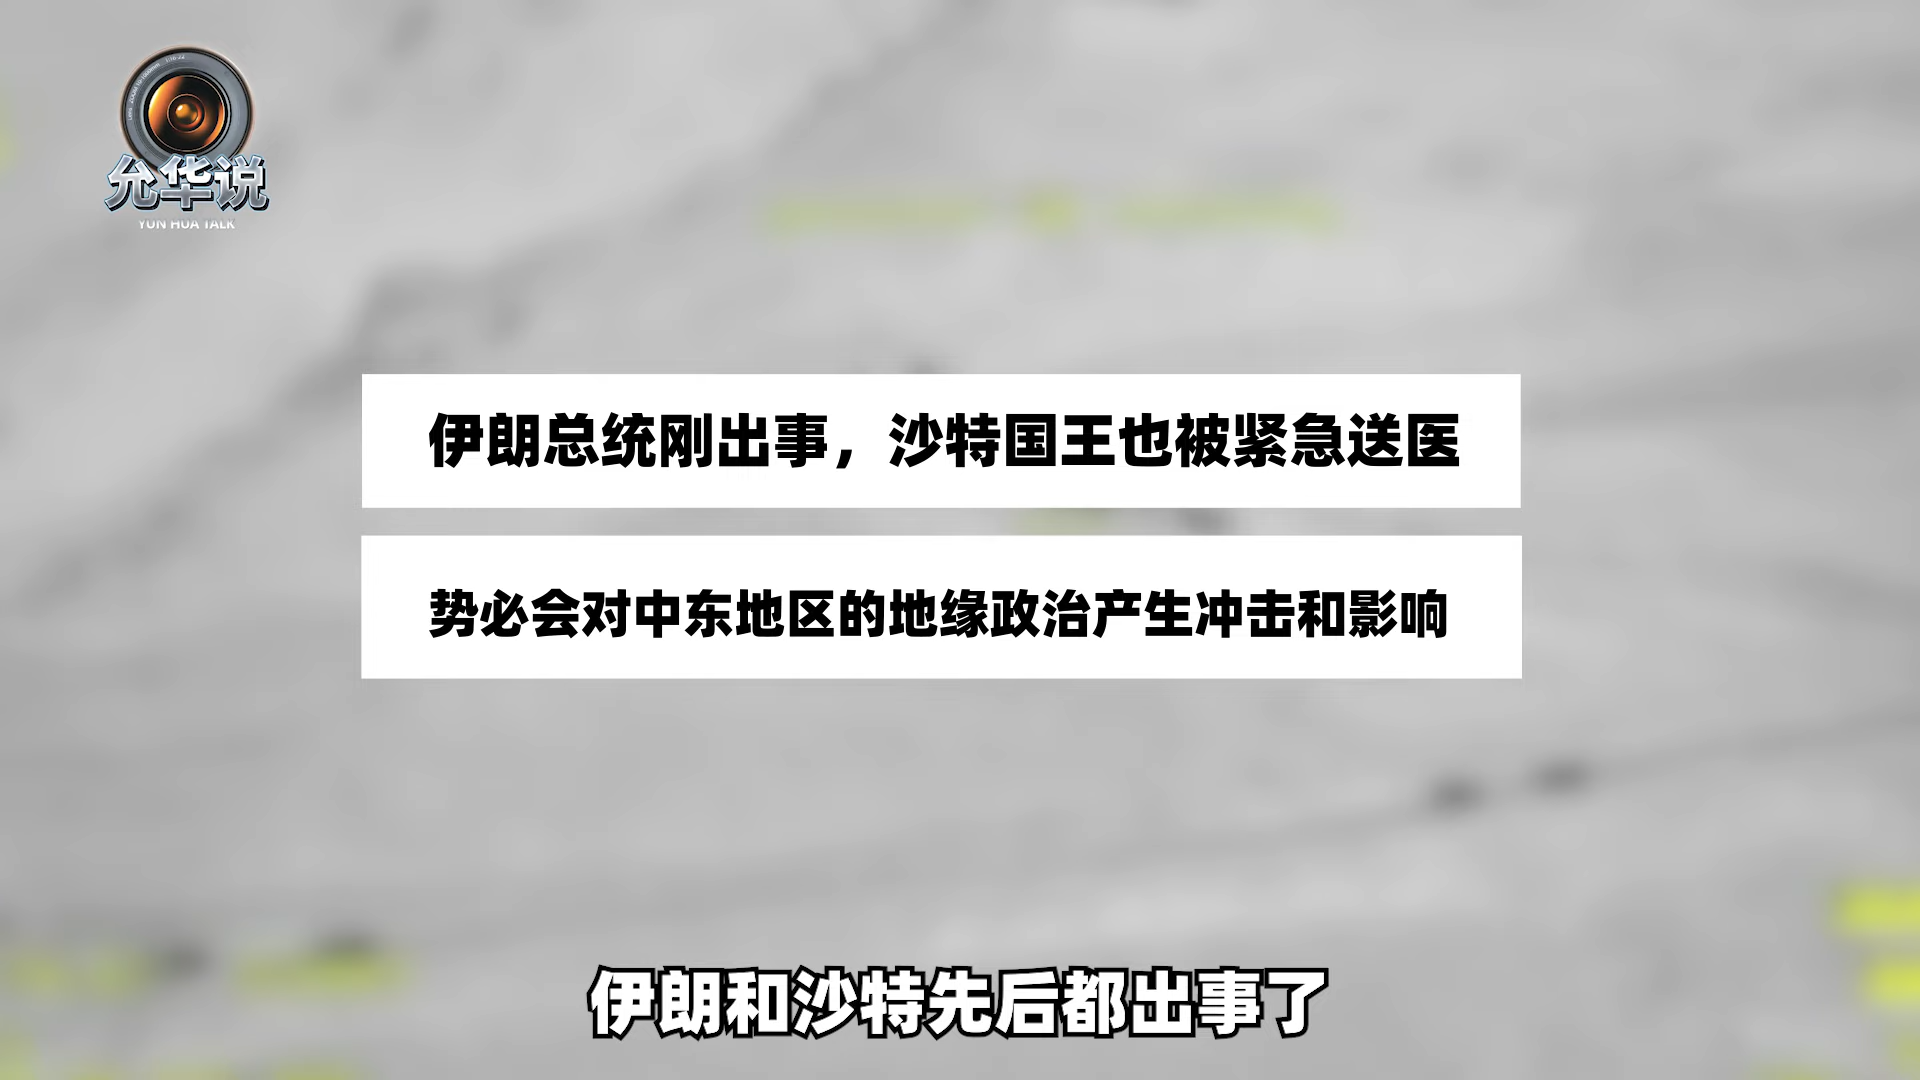 允华说
YUN HUA TALK
伊朗总统刚出事，沙特国王也被紧急送医
势必会对中东地区的地缘政治产生冲击和影响
伊朗和沙特先后都出事了